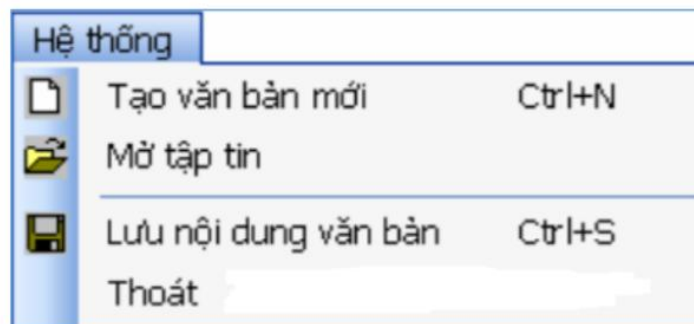 Hệ thống
Tạo văn bản mới Ctrl+N
Mở tập tin
Lưu nội dung văn bản Ctrl+S
Thoát